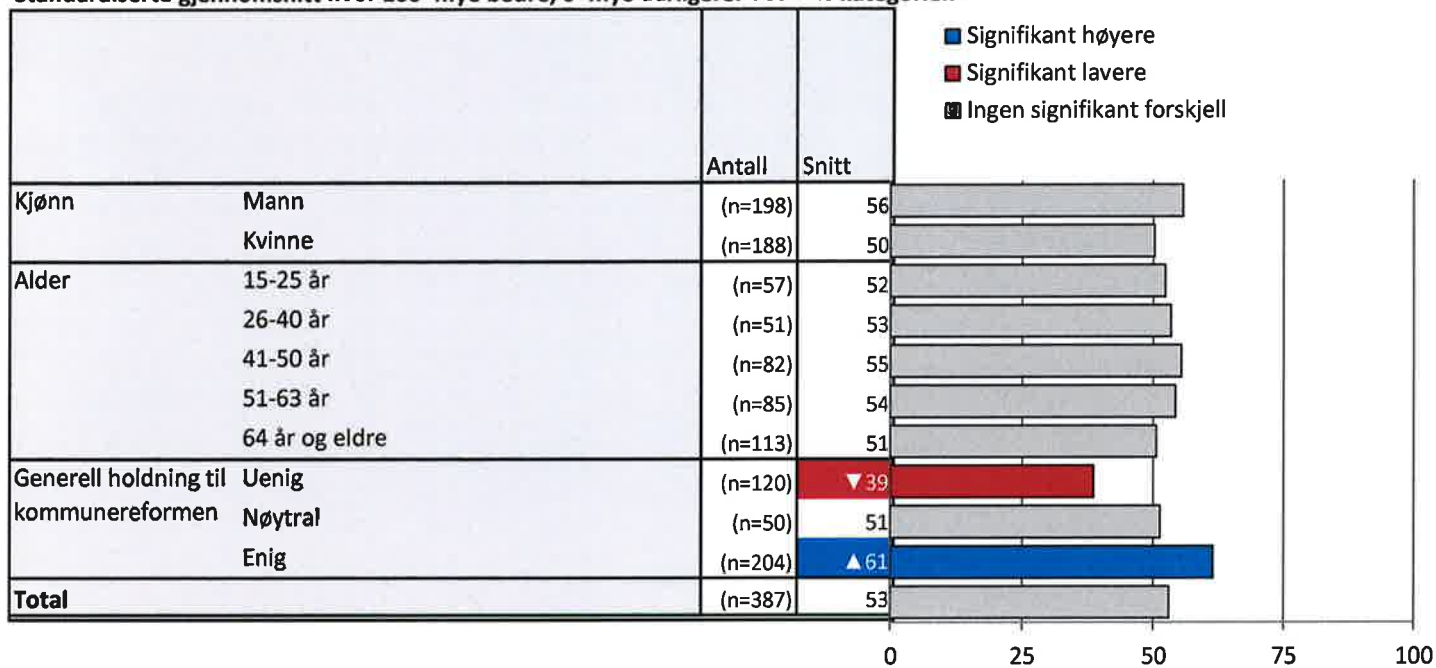 Signifikant høyere
Signifikant lavere
Ingen signifikant forskjell
Antall Snitt
Kjønn Mann (n=198) 56
Kvinne (n=188) 50
Alder 15-25 år (n=57) 52
26-40 år (n=51) 53
41-50 år (n=82) 55
51-63 år (n=85) 54
64 år og eldre (n=113) 51
Generell holdning til Uenig (n=120) ▼39
kommunereformen Nøytral (n=50) 51
Enig (n=204) ▲61
Total (n=387) 53
0 25 50 75 100